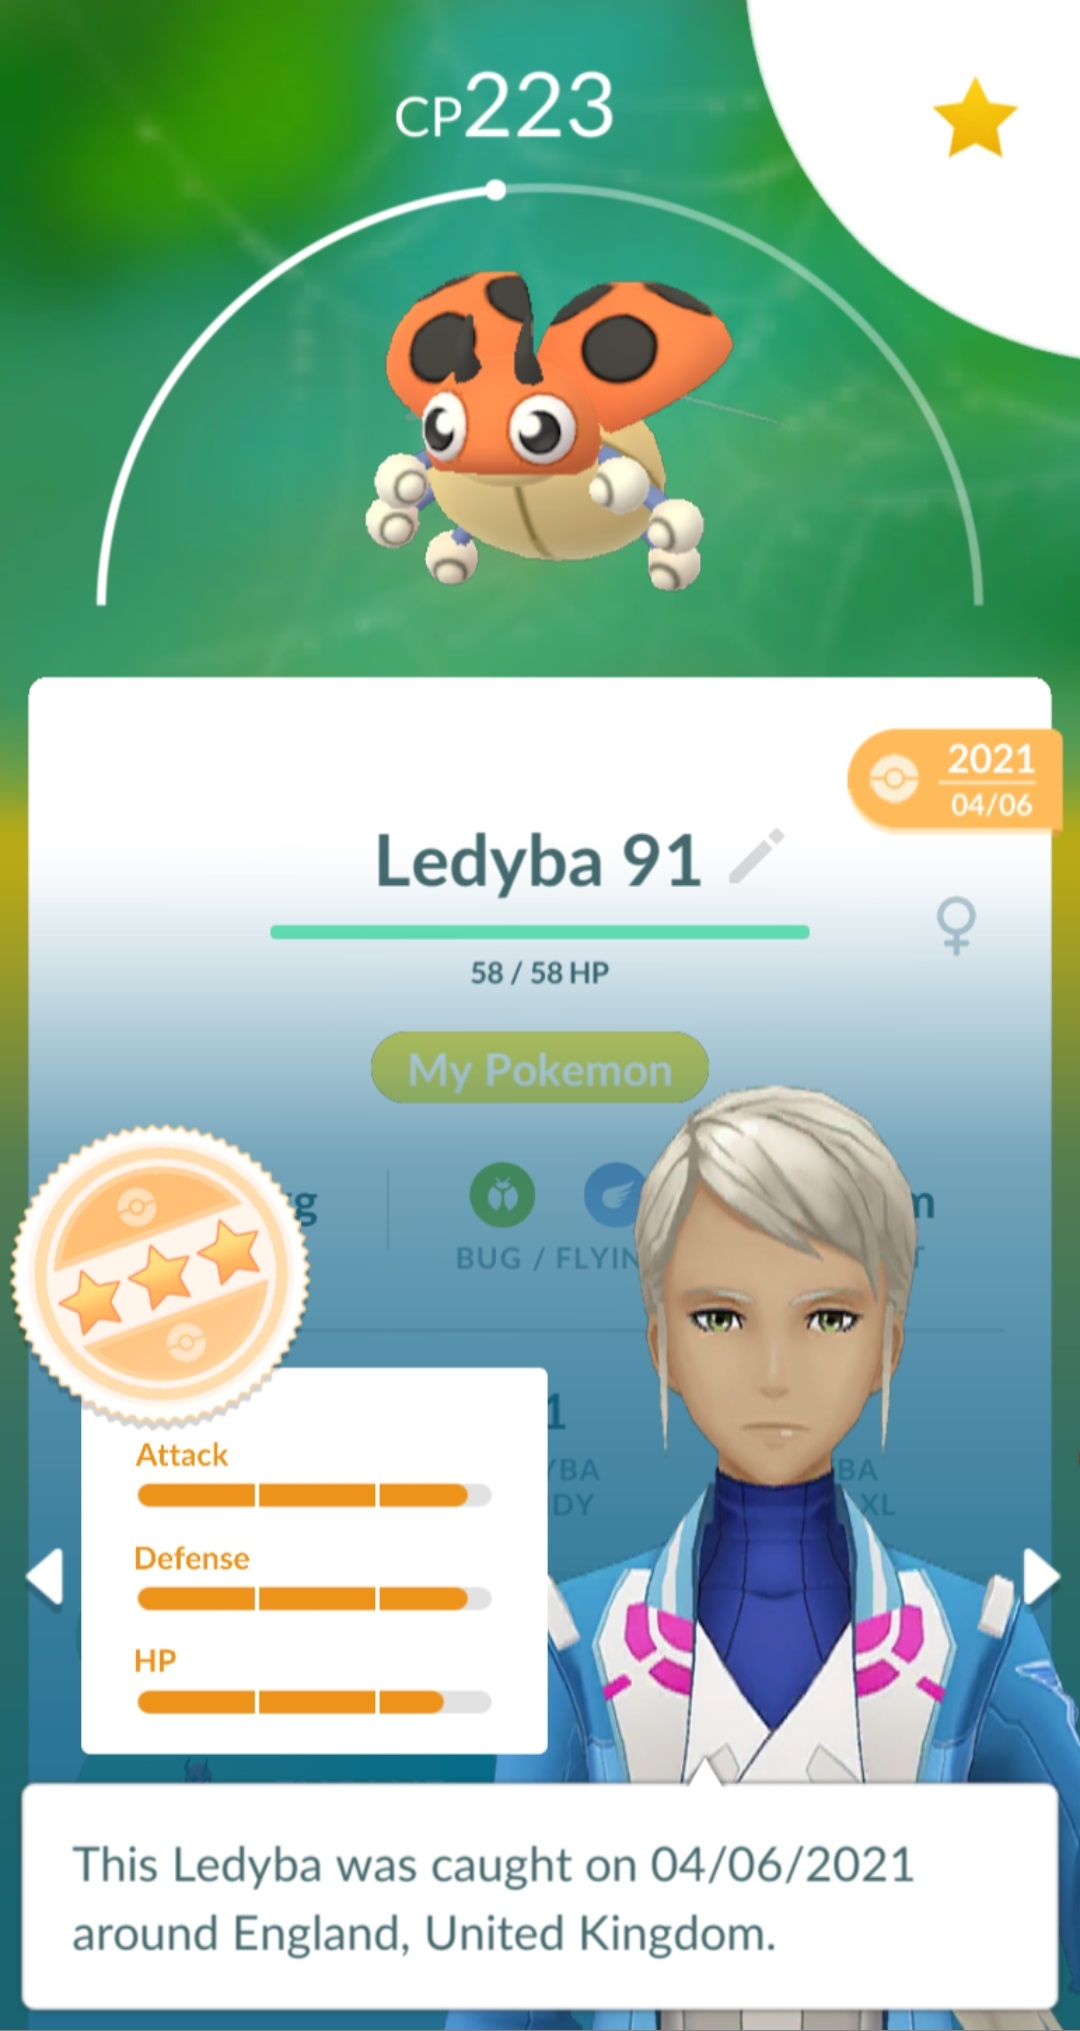 CP223
2021
04/06
Ledyba 91
58 / 58 HP
My Pokemon
BUG /
Attack
Defense
HP
This Ledyba was caught on 04/06/2021
around England, United Kingdom.